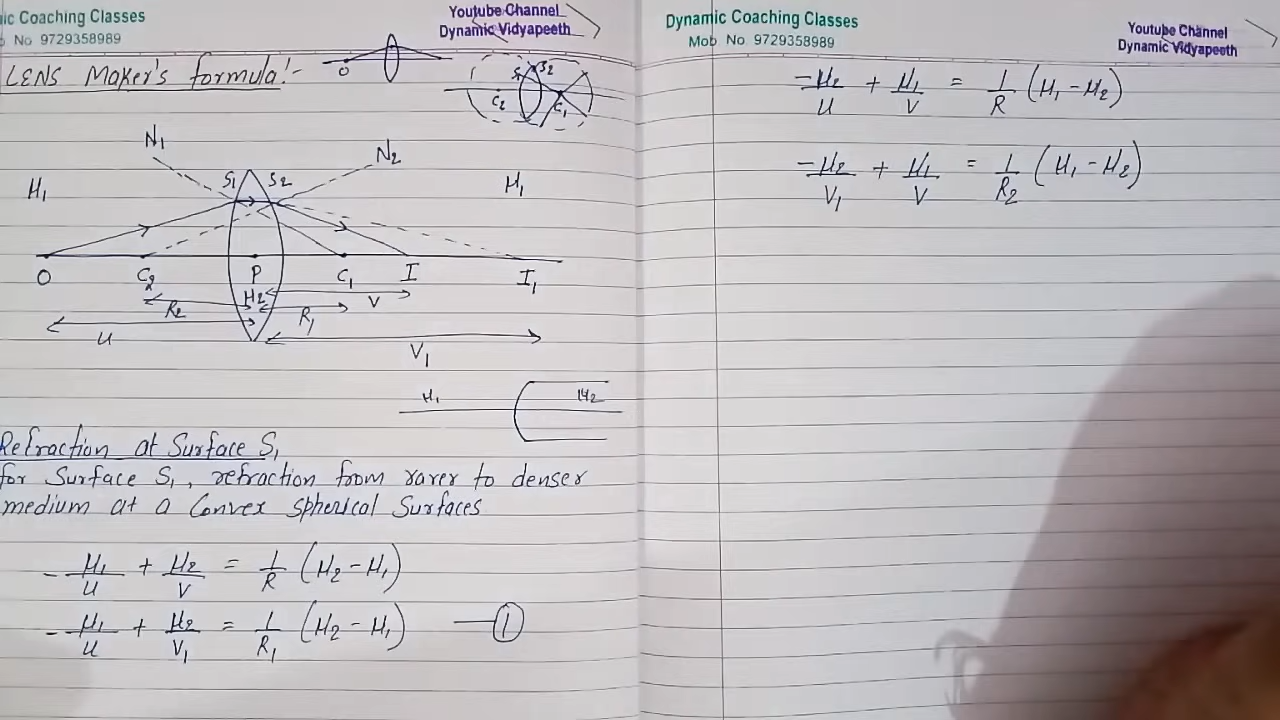 ic Coaching Classes
No 9729358989
Youtube Channel
Dynamic Vidyapeeth
LENS Maker's formula:-
O
S1 S2
C2 C1
N1
N2
S1 S2
μ1
μ1
O C2 P C1 I I1
μ2
R2 R1 V
u
V1
μ1 μ2
Refraction at Surface S1
for Surface S1, refraction from rarer to denser
medium at a Convex Spherical Surfaces
- μ1/u + μ2/v = 1/R (μ2 - μ1)
- μ1/u + μ2/V1 = 1/R1 (μ2 - μ1) —①
Dynamic Coaching Classes
Mob No 9729358989
Youtube Channel
Dynamic Vidyapeeth
-μ2/u + μ1/v = 1/R (μ1 - μ2)
-μ2/V1 + μ1/V = 1/R2 (μ1 - μ2)